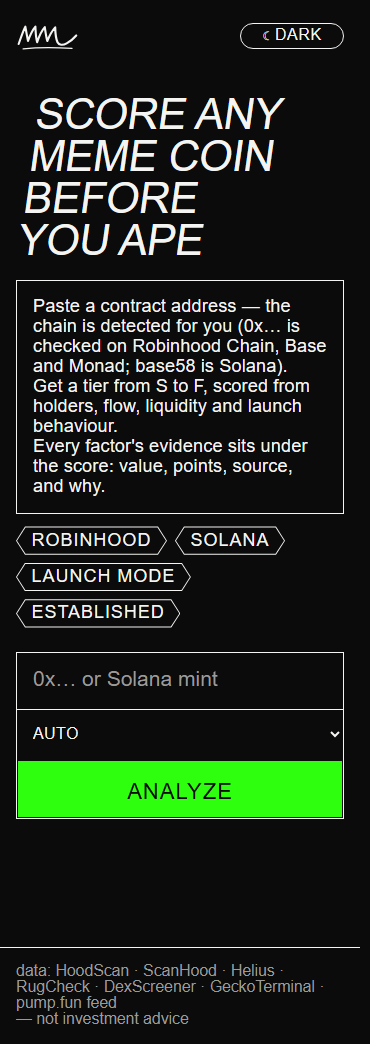 ☾ DARK
SCORE ANY
MEME COIN
BEFORE
YOU APE
Paste a contract address — the
chain is detected for you (0x… is
checked on Robinhood Chain, Base
and Monad; base58 is Solana).
Get a tier from S to F, scored from
holders, flow, liquidity and launch
behaviour.
Every factor's evidence sits under
the score: value, points, source,
and why.
ROBINHOOD
SOLANA
LAUNCH MODE
ESTABLISHED
0x… or Solana mint
AUTO
ANALYZE
data: HoodScan · ScanHood · Helius ·
RugCheck · DexScreener · GeckoTerminal ·
pump.fun feed
— not investment advice